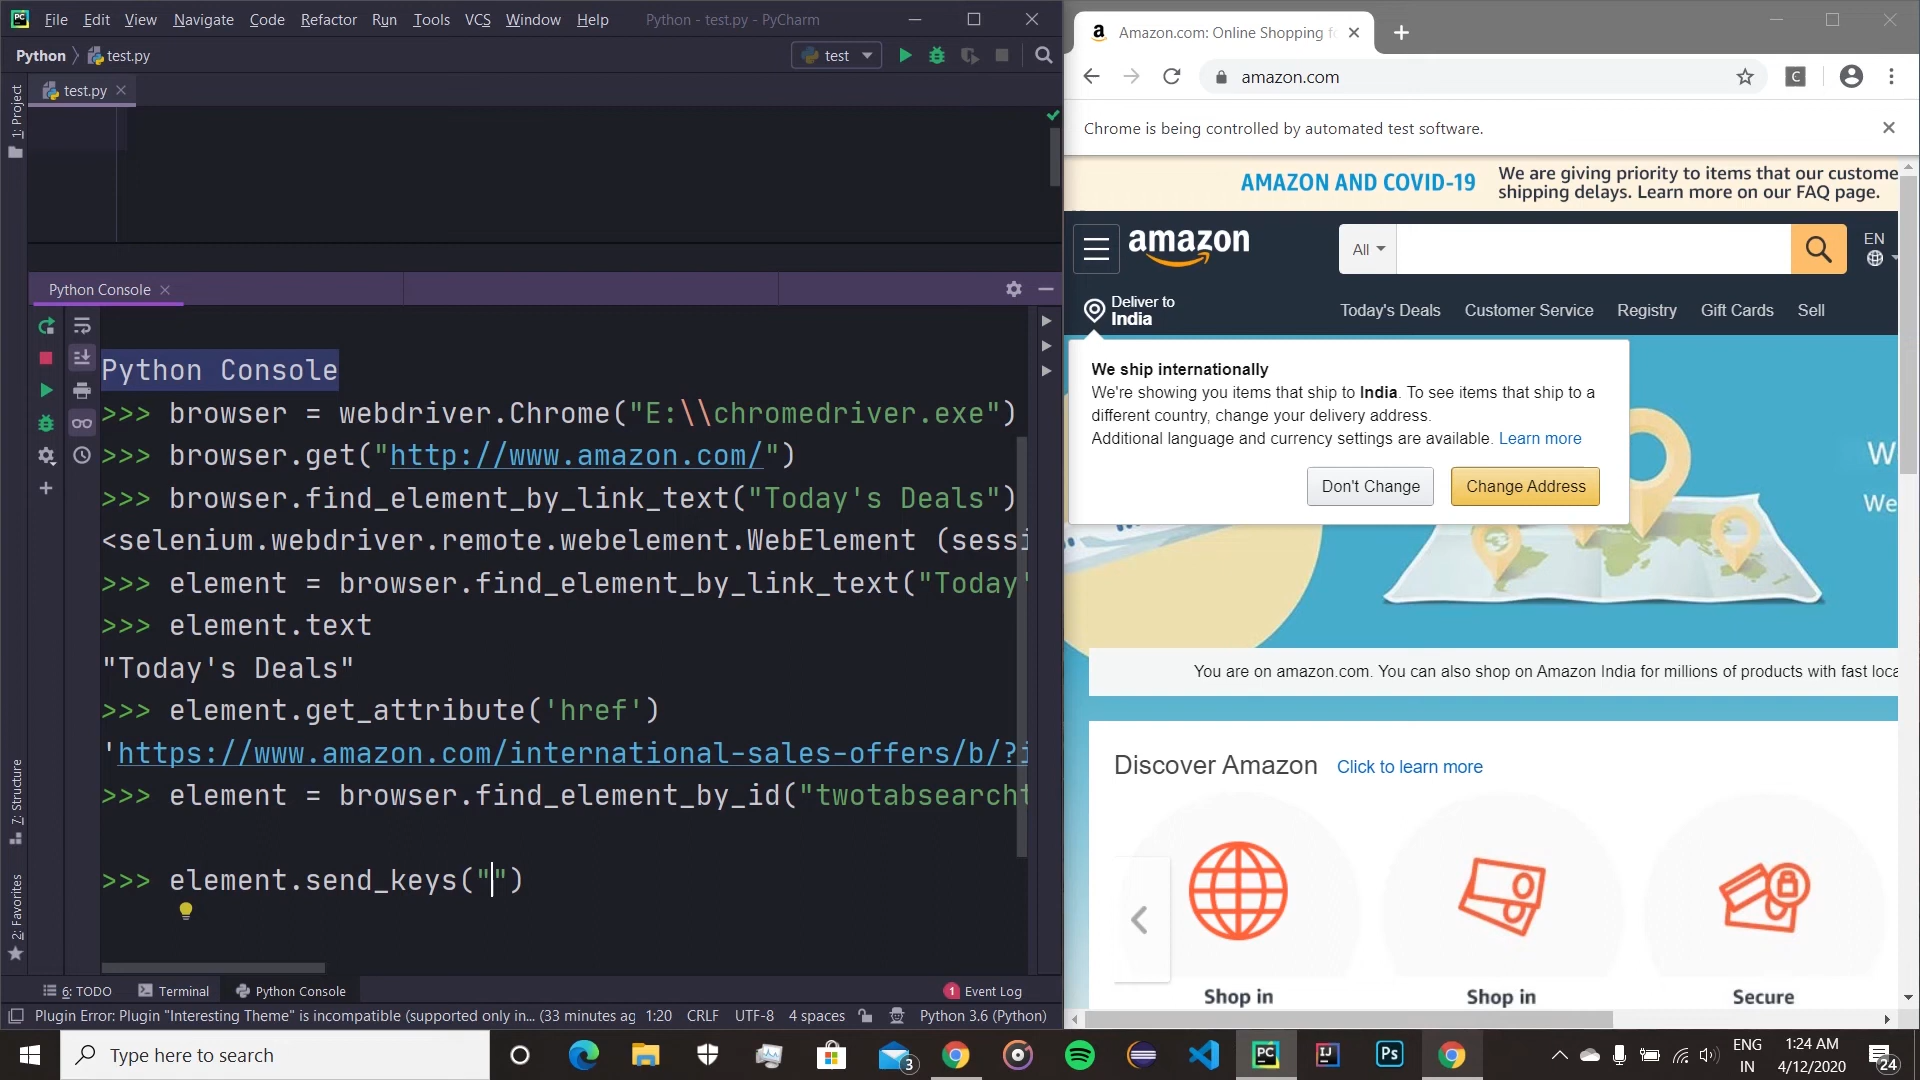 File Edit View Navigate Code Refactor Run Tools VCS Window Help Python - test.py - PyCharm
Python test.py test
test.py
1: Project
Python Console
Python Console
>>> browser = webdriver.Chrome("E:\\chromedriver.exe")
>>> browser.get("http://www.amazon.com/")
>>> browser.find_element_by_link_text("Today's Deals")
<selenium.webdriver.remote.webelement.WebElement (sessi
>>> element = browser.find_element_by_link_text("Today'
>>> element.text
"Today's Deals"
>>> element.get_attribute('href')
'https://www.amazon.com/international-sales-offers/b/?i
>>> element = browser.find_element_by_id("twotabsearcht
>>> element.send_keys("")
7: Structure
2: Favorites
6: TODO Terminal Python Console 1 Event Log
Plugin Error: Plugin "Interesting Theme" is incompatible (supported only in... (33 minutes ag 1:20 CRLF UTF-8 4 spaces Python 3.6 (Python)
Amazon.com: Online Shopping fo
amazon.com C
Chrome is being controlled by automated test software.
AMAZON AND COVID-19
We are giving priority to items that our custome
shipping delays. Learn more on our FAQ page.
amazon
All
EN
Deliver to
India
Today's Deals Customer Service Registry Gift Cards Sell
We ship internationally
We're showing you items that ship to India. To see items that ship to a
different country, change your delivery address.
Additional language and currency settings are available. Learn more
Don't Change Change Address
W
We
You are on amazon.com. You can also shop on Amazon India for millions of products with fast loca
Discover Amazon Click to learn more
Shop in Shop in Secure
Type here to search
3
PC
IJ
Ps
ENG
IN
1:24 AM
4/12/2020
24